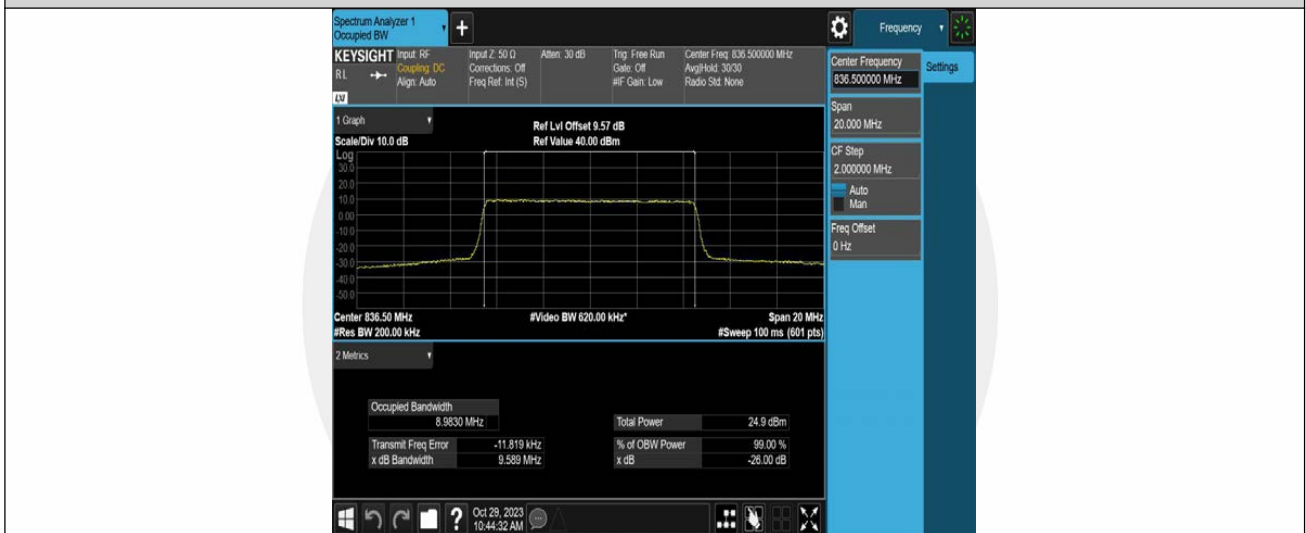 Spectrum Analyzer 1
Occupied BW
+
Frequency
KEYSIGHT
R L
LXI
Input: RF
Coupling: DC
Align: Auto
Input Z: 50 Ω
Corrections: Off
Freq Ref: Int (S)
Atten: 30 dB
Trig: Free Run
Gate: Off
#IF Gain: Low
Center Freq: 836.500000 MHz
Avg|Hold: 30/30
Radio Std: None
Center Frequency
836.500000 MHz
Settings
Span
20.000 MHz
CF Step
2.000000 MHz
Auto
Man
Freq Offset
0 Hz
1 Graph
Scale/Div 10.0 dB
Ref Lvl Offset 9.57 dB
Ref Value 40.00 dBm
Log
30.0
20.0
10.0
0.00
-10.0
-20.0
-30.0
-40.0
-50.0
Center 836.50 MHz
#Video BW 620.00 kHz*
Span 20 MHz
#Res BW 200.00 kHz
#Sweep 100 ms (601 pts)
2 Metrics
Occupied Bandwidth
8.9830 MHz
Total Power 24.9 dBm
Transmit Freq Error -11.819 kHz
% of OBW Power 99.00 %
x dB Bandwidth 9.589 MHz
x dB -26.00 dB
?
Oct 29, 2023
10:44:32 AM